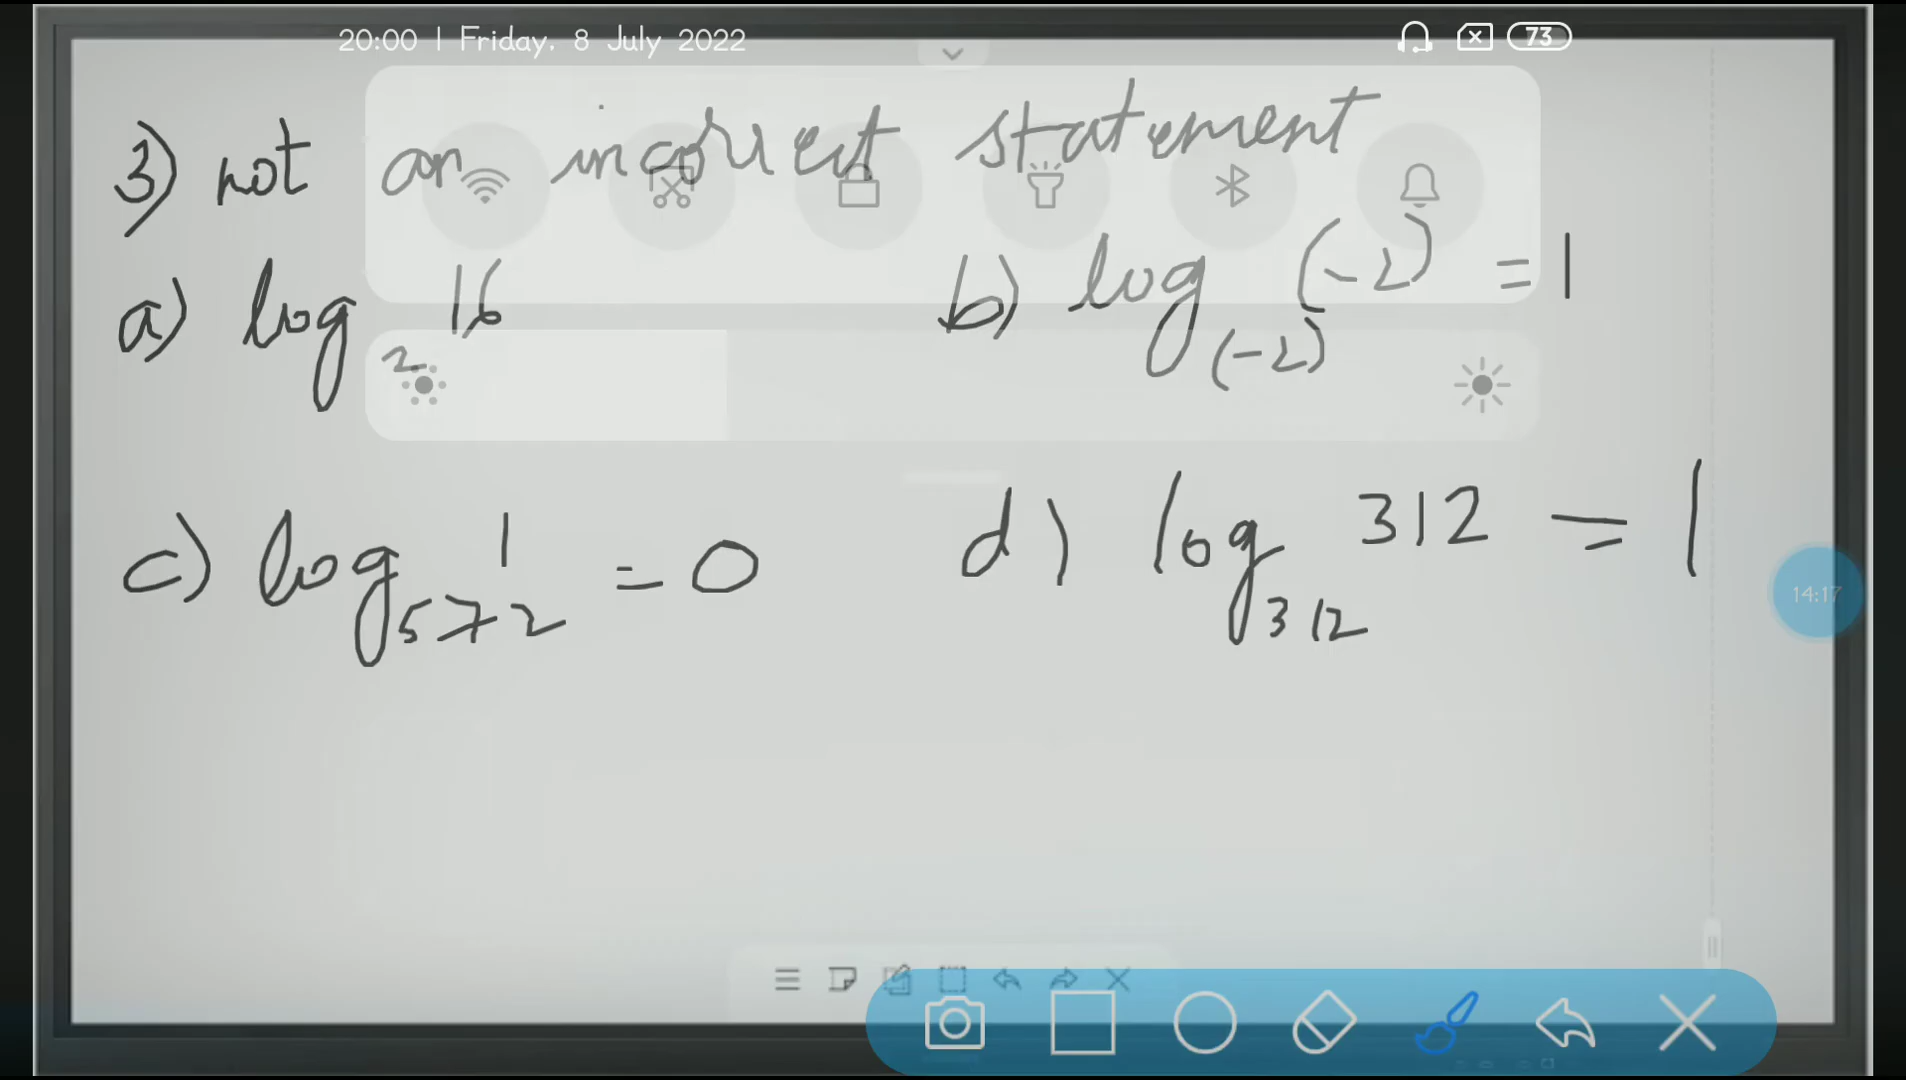 20:00 | Friday, 8 July 2022
73
3) not an incorrect statement
a) log₂ 16
b) log₍₋₂₎ (-2) = 1
c) log₅₇₂ 1 = 0
d) log₃₁₂ 312 = 1
14:17